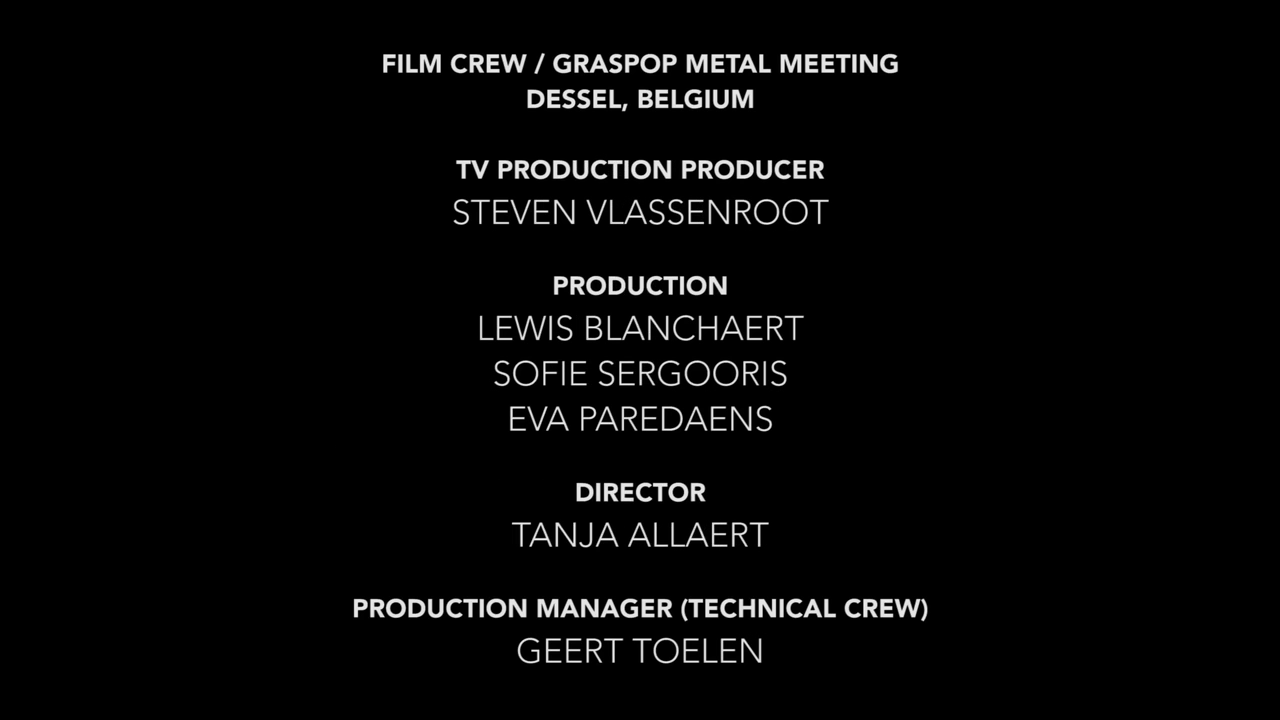 FILM CREW / GRASPOP METAL MEETING
DESSEL, BELGIUM
TV PRODUCTION PRODUCER
STEVEN VLASSENROOT
PRODUCTION
LEWIS BLANCHAERT
SOFIE SERGOORIS
EVA PAREDAENS
DIRECTOR
TANJA ALLAERT
PRODUCTION MANAGER (TECHNICAL CREW)
GEERT TOELEN